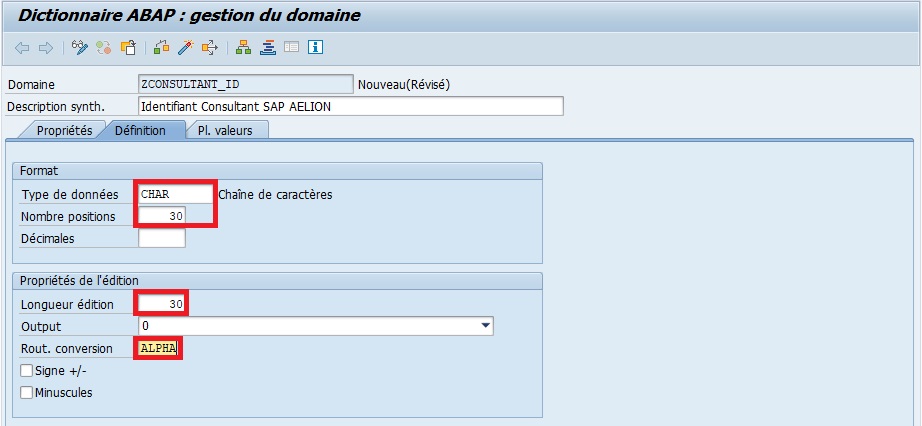 Dictionnaire ABAP : gestion du domaine
Domaine ZCONSULTANT_ID Nouveau(Révisé)
Description synth. Identifiant Consultant SAP AELION
Propriétés Définition Pl. valeurs
Format
Type de données CHAR Chaîne de caractères
Nombre positions 30
Décimales
Propriétés de l'édition
Longueur édition 30
Output 0
Rout. conversion ALPHA
Signe +/-
Minuscules